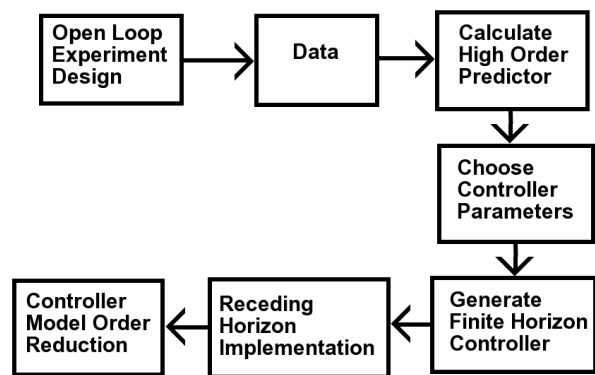 Open Loop
Experiment
Design
Data
Calculate
High Order
Predictor
Choose
Controller
Parameters
Generate
Finite Horizon
Controller
Receding
Horizon
Implementation
Controller
Model Order
Reduction